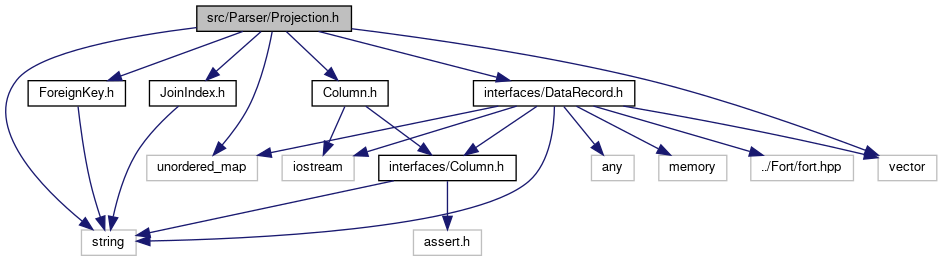 src/Parser/Projection.h
ForeignKey.h
JoinIndex.h
Column.h
interfaces/DataRecord.h
unordered_map
iostream
interfaces/Column.h
any
memory
../Fort/fort.hpp
vector
string
assert.h